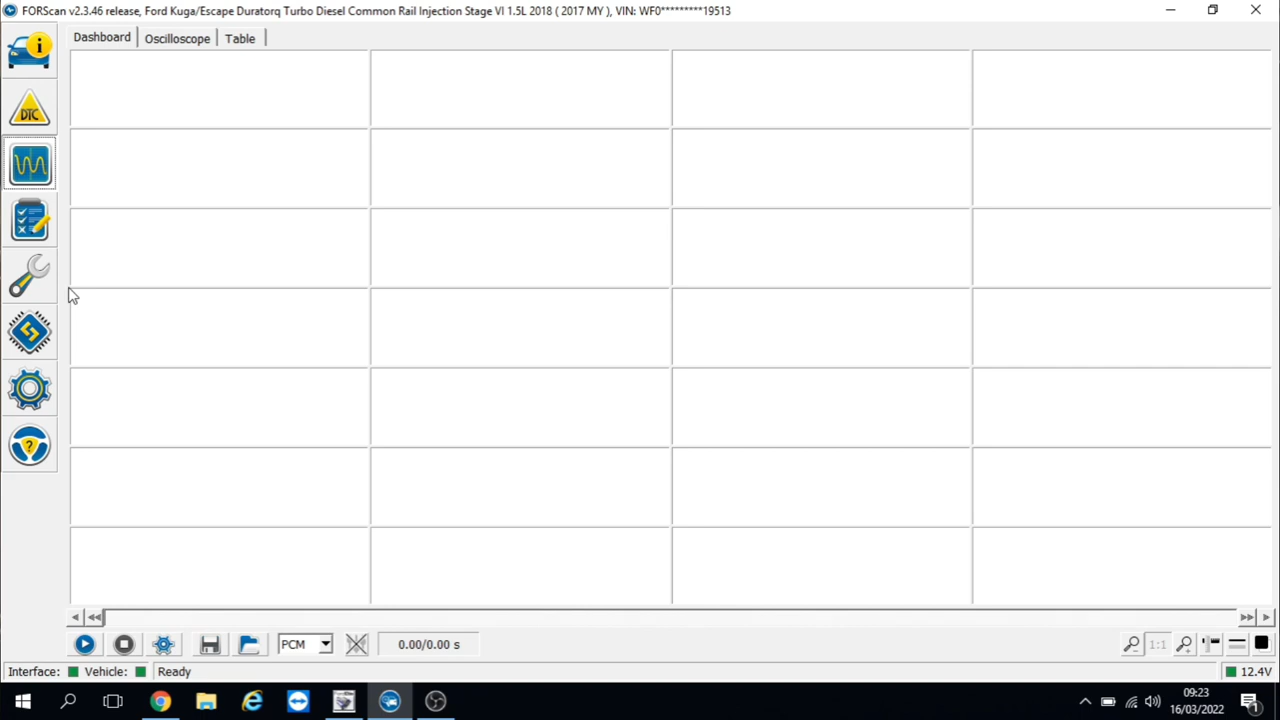 FORScan v2.3.46 release, Ford Kuga/Escape Duratorq Turbo Diesel Common Rail Injection Stage VI 1.5L 2018 ( 2017 MY ), VIN: WF0*********19513
Dashboard Oscilloscope Table
DTC
PCM 0.00/0.00 s 1:1
Interface: Vehicle: Ready 12.4V
09:23
16/03/2022
1